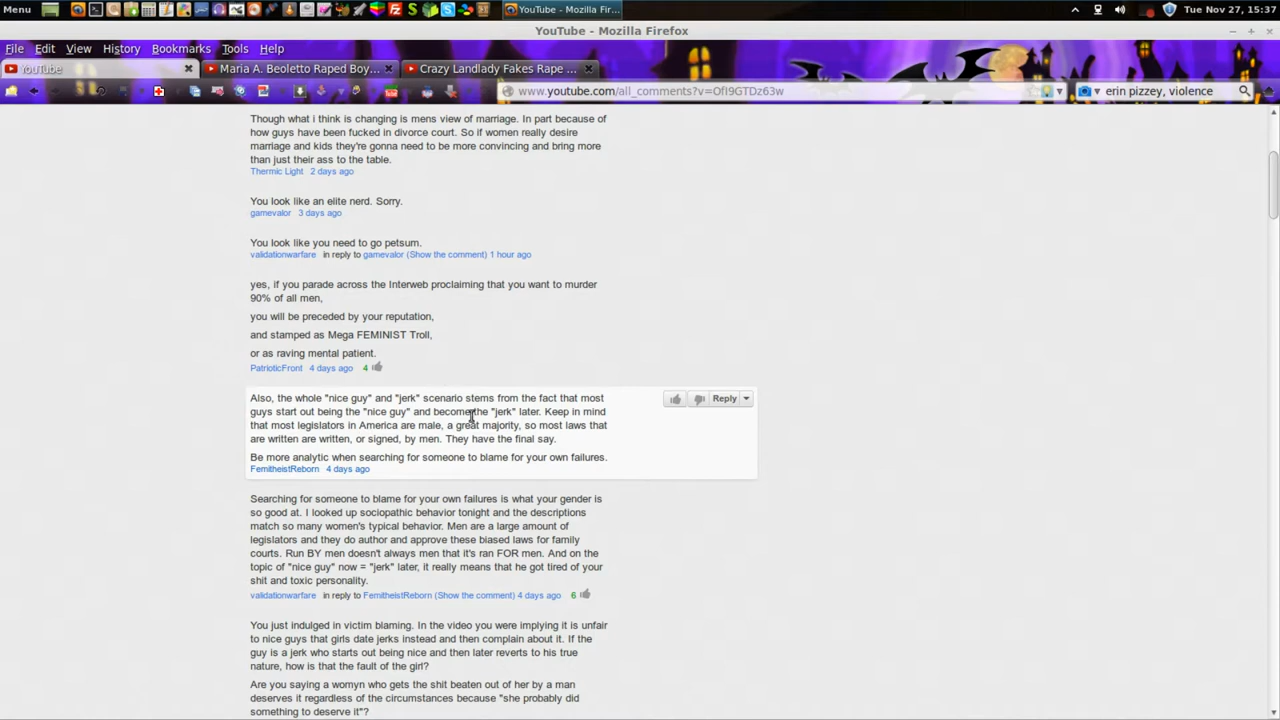 Menu
YouTube - Mozilla Firefox
Tue Nov 27, 15:37
YouTube - Mozilla Firefox
File Edit View History Bookmarks Tools Help
YouTube
Maria A. Beoletto Raped Boy...
Crazy Landlady Fakes Rape ...
www.youtube.com/all_comments?v=OfI9GTDz63w
erin pizzey, violence
Though what i think is changing is mens view of marriage. In part because of
how guys have been fucked in divorce court. So if women really desire
marriage and kids they're gonna need to be more convincing and bring more
than just their ass to the table.
Thermic Light 2 days ago
You look like an elite nerd. Sorry.
gamevalor 3 days ago
You look like you need to go petsum.
validationwarfare in reply to gamevalor (Show the comment) 1 hour ago
yes, if you parade across the Interweb proclaiming that you want to murder
90% of all men,
you will be preceded by your reputation,
and stamped as Mega FEMINIST Troll,
or as raving mental patient.
PatrioticFront 4 days ago 4
Also, the whole "nice guy" and "jerk" scenario stems from the fact that most
guys start out being the "nice guy" and become the "jerk" later. Keep in mind
that most legislators in America are male, a great majority, so most laws that
are written are written, or signed, by men. They have the final say.
Be more analytic when searching for someone to blame for your own failures.
FemitheistReborn 4 days ago
Reply
Searching for someone to blame for your own failures is what your gender is
so good at. I looked up sociopathic behavior tonight and the descriptions
match so many women's typical behavior. Men are a large amount of
legislators and they do author and approve these biased laws for family
courts. Run BY men doesn't always men that it's ran FOR men. And on the
topic of "nice guy" now = "jerk" later, it really means that he got tired of your
shit and toxic personality.
validationwarfare in reply to FemitheistReborn (Show the comment) 4 days ago 6
You just indulged in victim blaming. In the video you were implying it is unfair
to nice guys that girls date jerks instead and then complain about it. If the
guy is a jerk who starts out being nice and then later reverts to his true
nature, how is that the fault of the girl?
Are you saying a womyn who gets the shit beaten out of her by a man
deserves it regardless of the circumstances because "she probably did
something to deserve it"?